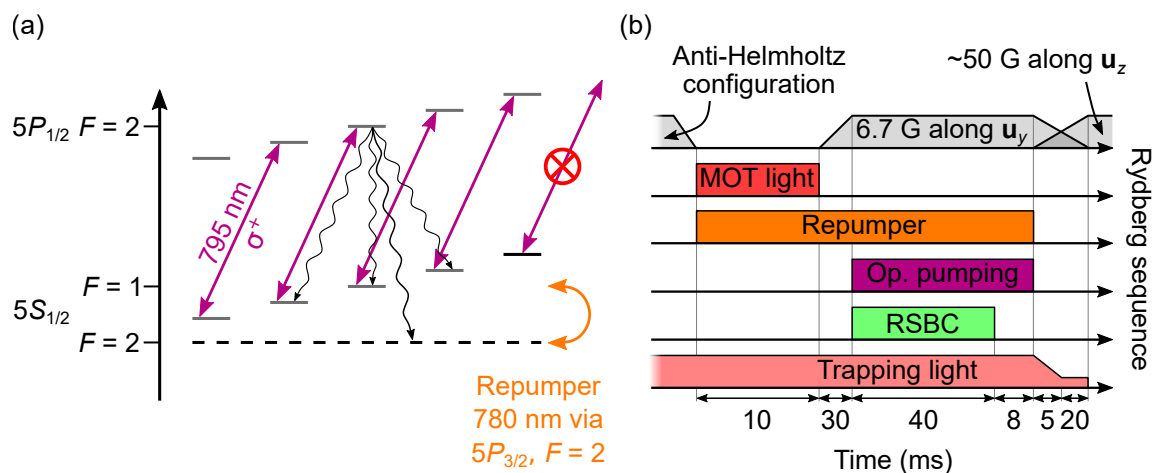 (a)
5P1/2 F = 2
795 nm
σ+
F = 1
5S1/2
F = 2
Repumper
780 nm via
5P3/2, F = 2
(b)
Anti-Helmholtz
configuration
~50 G along uz
6.7 G along uy
MOT light
Repumper
Op. pumping
RSBC
Trapping light
10
30
40
8
5
20
Time (ms)
Rydberg sequence